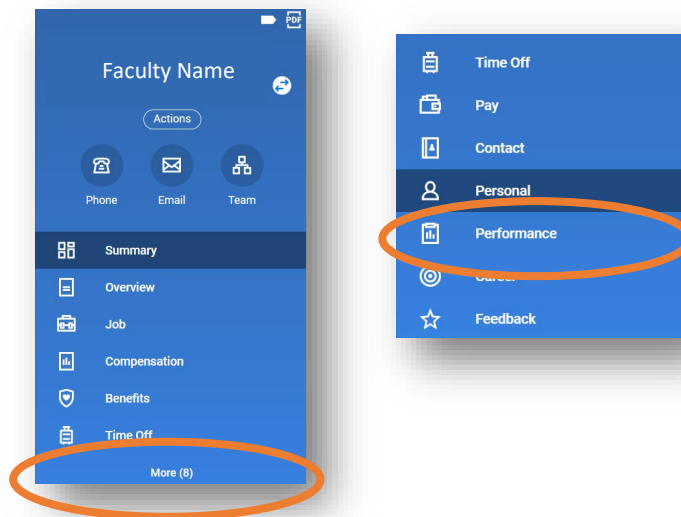 PDF
Faculty Name
Actions
Phone Email Team
Summary
Overview
Job
Compensation
Benefits
Time Off
More (8)
Time Off
Pay
Contact
Personal
Performance
Career
Feedback